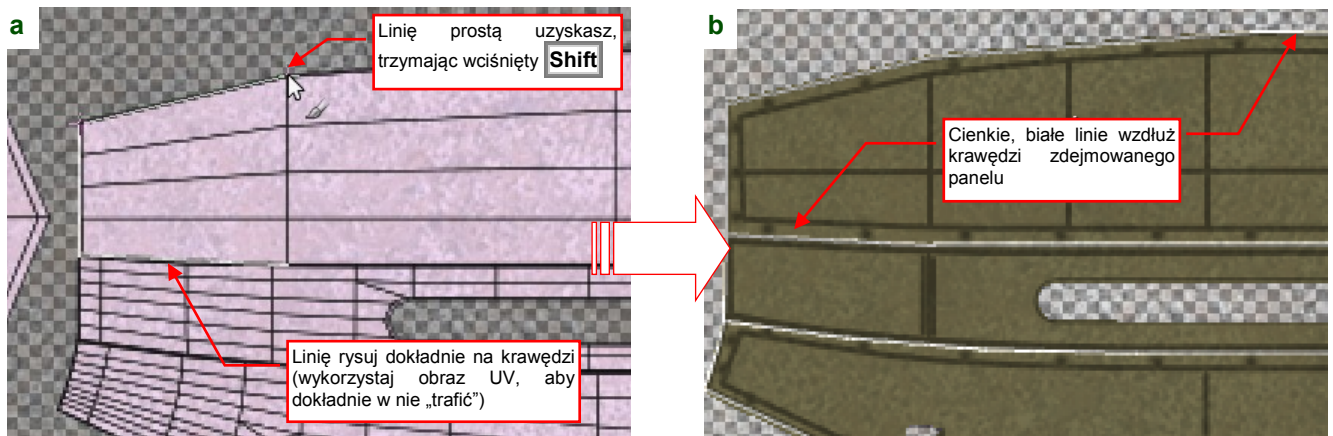 a
Linię prostą uzyskasz,
trzymając wciśnięty Shift
Linię rysuj dokładnie na krawędzi
(wykorzystaj obraz UV, aby
dokładnie w nie „trafić”)
b
Cienkie, białe linie wzdłuż
krawędzi zdejmowanego
panelu